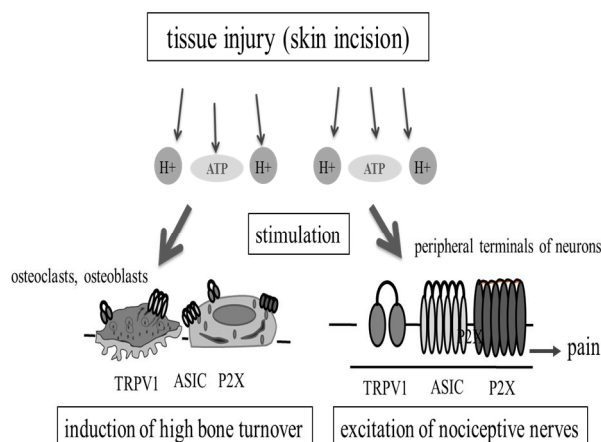 tissue injury (skin incision)
H+ ATP H+ H+ ATP H+
stimulation
peripheral terminals of neurons
osteoclasts, osteoblasts
P2X
pain
TRPV1 ASIC P2X TRPV1 ASIC P2X
induction of high bone turnover excitation of nociceptive nerves